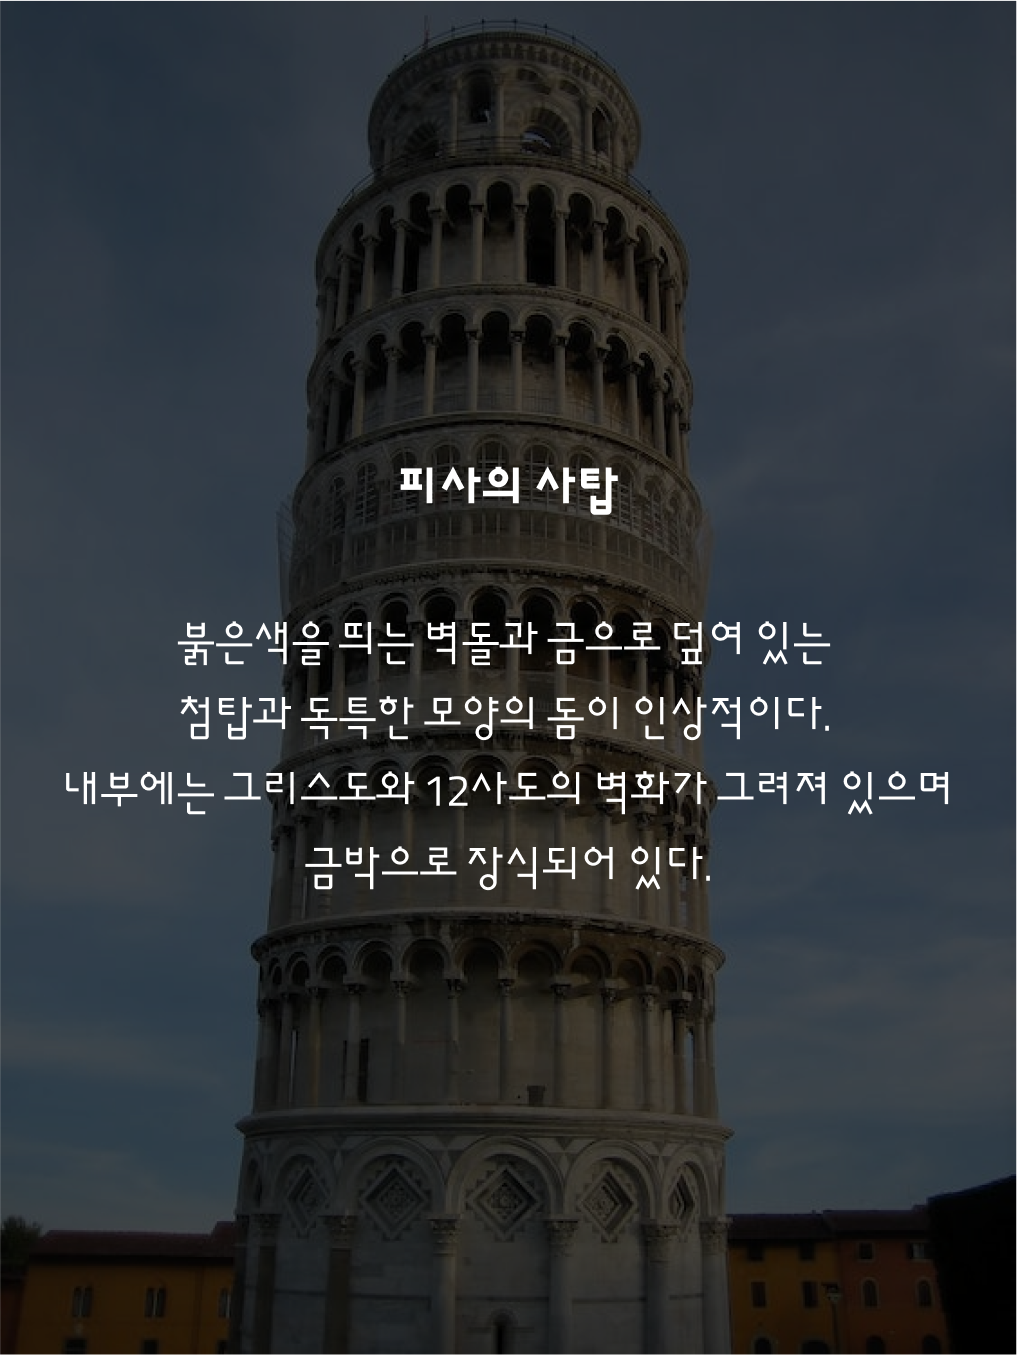 피사의 사탑
붉은색을 띄는 벽돌과 금으로 덮여 있는
첨탑과 독특한 모양의 돔이 인상적이다.
내부에는 그리스도와 12사도의 벽화가 그려져 있으며
금박으로 장식되어 있다.